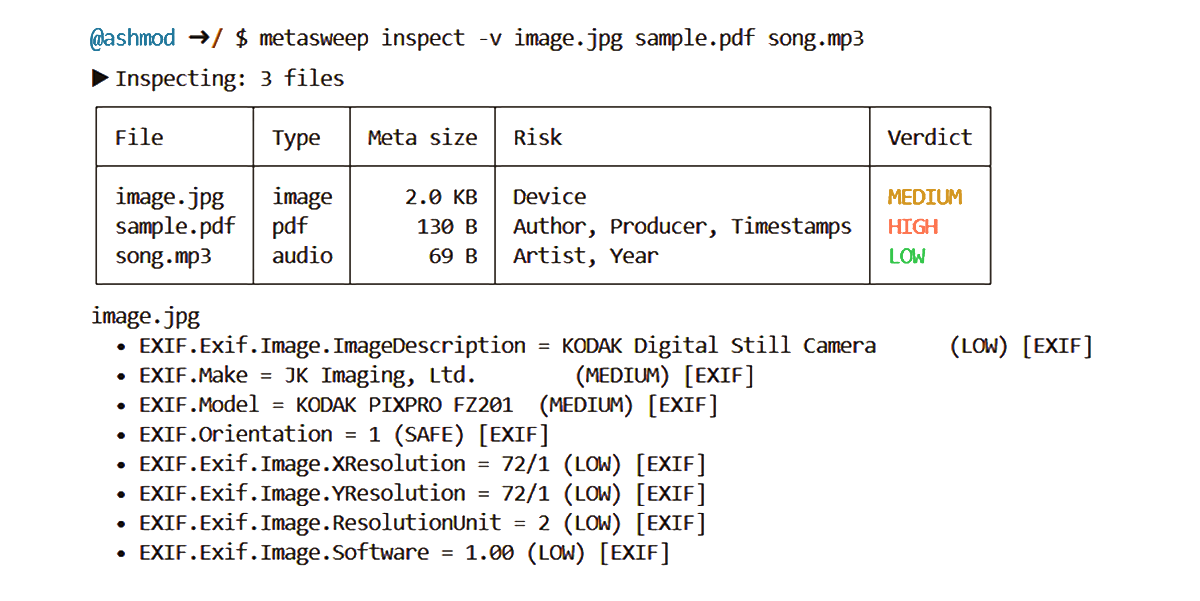 @ashmod ➜/ $ metasweep inspect -v image.jpg sample.pdf song.mp3
▶ Inspecting: 3 files
File Type Meta size Risk Verdict
image.jpg image 2.0 KB Device MEDIUM
sample.pdf pdf 130 B Author, Producer, Timestamps HIGH
song.mp3 audio 69 B Artist, Year LOW
image.jpg
• EXIF.Exif.Image.ImageDescription = KODAK Digital Still Camera (LOW) [EXIF]
• EXIF.Make = JK Imaging, Ltd. (MEDIUM) [EXIF]
• EXIF.Model = KODAK PIXPRO FZ201 (MEDIUM) [EXIF]
• EXIF.Orientation = 1 (SAFE) [EXIF]
• EXIF.Exif.Image.XResolution = 72/1 (LOW) [EXIF]
• EXIF.Exif.Image.YResolution = 72/1 (LOW) [EXIF]
• EXIF.Exif.Image.ResolutionUnit = 2 (LOW) [EXIF]
• EXIF.Exif.Image.Software = 1.00 (LOW) [EXIF]